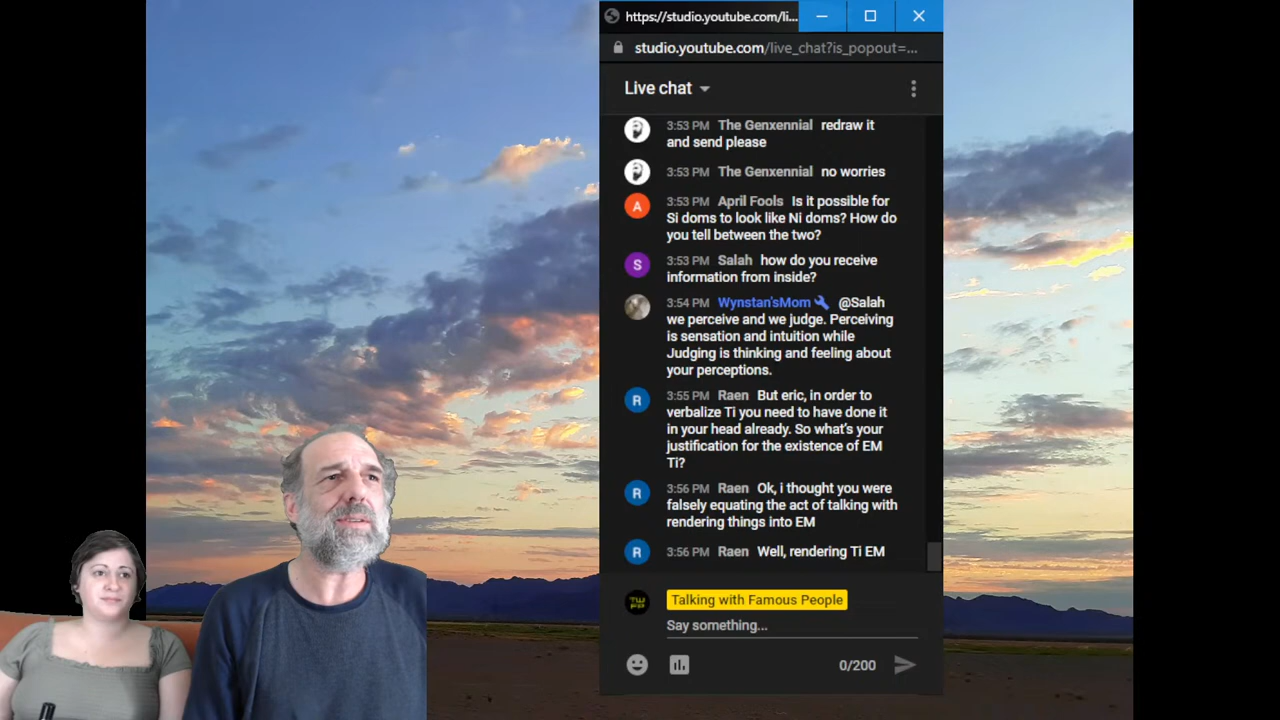 https://studio.youtube.com/li...
studio.youtube.com/live_chat?is_popout=...
Live chat
3:53 PM The Genxennial redraw it
and send please
3:53 PM The Genxennial no worries
A
3:53 PM April Fools Is it possible for
Si doms to look like Ni doms? How do
you tell between the two?
S
3:53 PM Salah how do you receive
information from inside?
3:54 PM Wynstan'sMom @Salah
we perceive and we judge. Perceiving
is sensation and intuition while
Judging is thinking and feeling about
your perceptions.
R
3:55 PM Raen But eric, in order to
verbalize Ti you need to have done it
in your head already. So what's your
justification for the existence of EM
Ti?
R
3:56 PM Raen Ok, i thought you were
falsely equating the act of talking with
rendering things into EM
R
3:56 PM Raen Well, rendering Ti EM
TW
FP
Talking with Famous People
Say something...
0/200